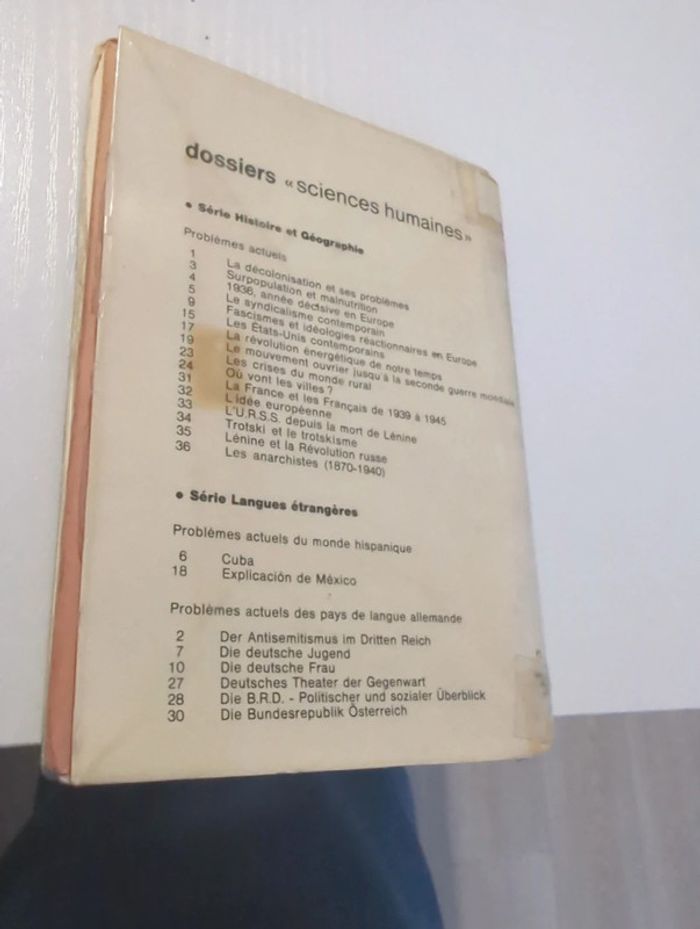 dossiers «sciences humaines»
• Série Histoire et Géographie
Problèmes actuels
1 La décolonisation et ses problèmes
3 Surpopulation et malnutrition
4 1936, année décisive en Europe
5 Le syndicalisme contemporain
9 Fascismes et idéologies réactionnaires en Europe
15 Les États-Unis contemporains
17 La révolution énergétique de notre temps
19 Le mouvement ouvrier jusqu'à la seconde guerre mondiale
23 Les crises du monde rural
24 Où vont les villes ?
31 La France et les Français de 1939 à 1945
32 L'idée européenne
33 L'U.R.S.S. depuis la mort de Lénine
34 Trotski et le trotskisme
35 Lénine et la Révolution russe
36 Les anarchistes (1870-1940)
• Série Langues étrangères
Problèmes actuels du monde hispanique
6 Cuba
18 Explicación de México
Problèmes actuels des pays de langue allemande
2 Der Antisemitismus im Dritten Reich
7 Die deutsche Jugend
10 Die deutsche Frau
27 Deutsches Theater der Gegenwart
28 Die B.R.D. - Politischer und sozialer Überblick
30 Die Bundesrepublik Österreich